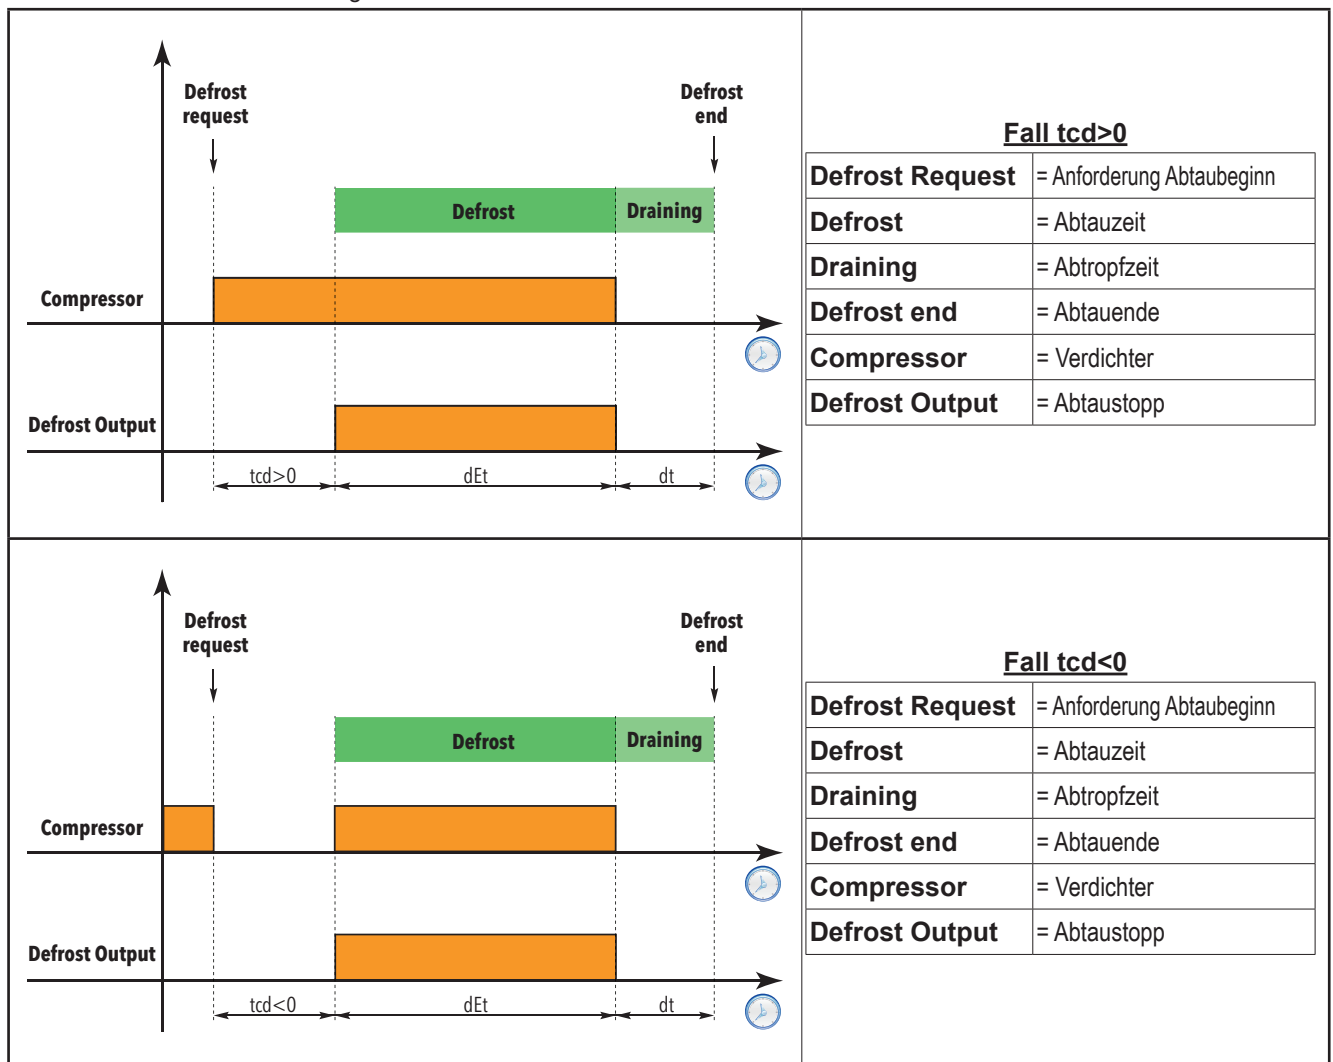 Defrost
request
Defrost
end
Defrost
Draining
Compressor
Defrost Output
tcd>0
dEt
dt
Fall tcd>0
Defrost Request = Anforderung Abtaubeginn
Defrost = Abtauzeit
Draining = Abtropfzeit
Defrost end = Abtauende
Compressor = Verdichter
Defrost Output = Abtaustopp
Defrost
request
Defrost
end
Defrost
Draining
Compressor
Defrost Output
tcd<0
dEt
dt
Fall tcd<0
Defrost Request = Anforderung Abtaubeginn
Defrost = Abtauzeit
Draining = Abtropfzeit
Defrost end = Abtauende
Compressor = Verdichter
Defrost Output = Abtaustopp